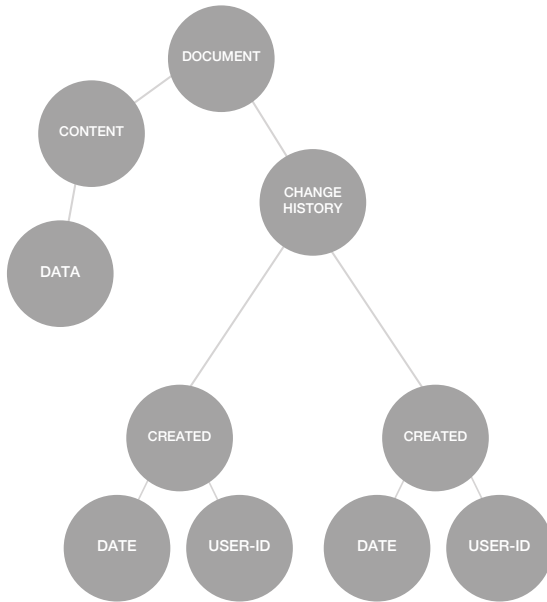 DOCUMENT
CONTENT
CHANGE
HISTORY
DATA
CREATED
CREATED
DATE
USER-ID
DATE
USER-ID